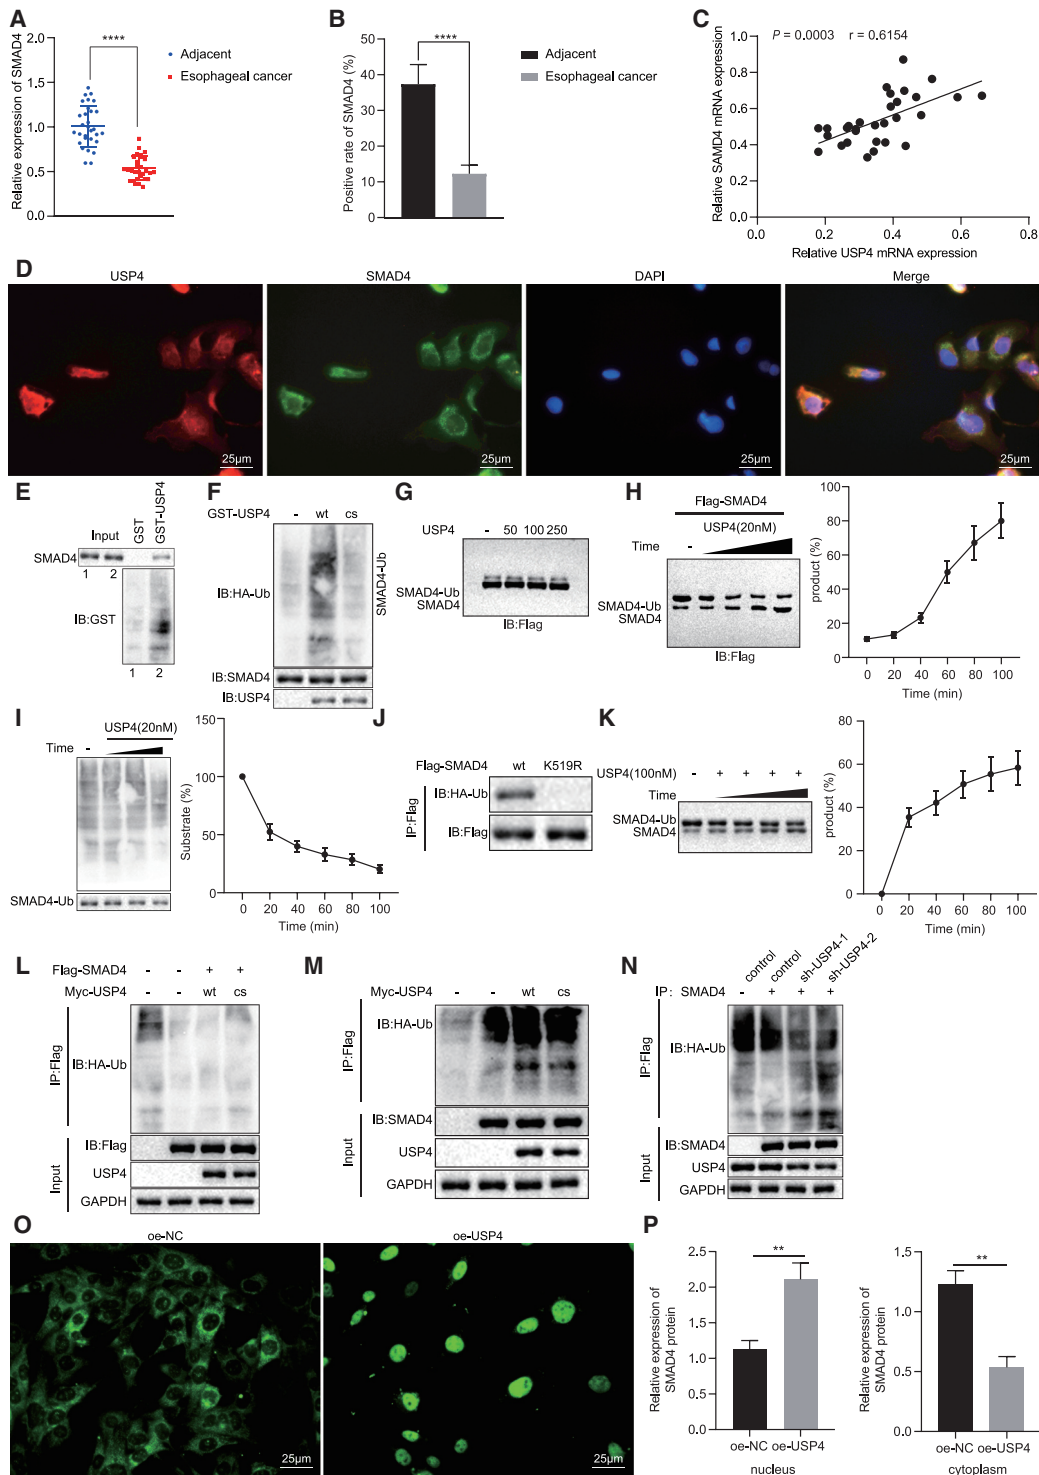 A
Relative expression of SMAD4
2.0
1.5
1.0
0.5
0.0
****
Adjacent
Esophageal cancer
B
Positive rate of SMAD4 (%)
50
40
30
20
10
0
****
Adjacent
Esophageal cancer
C
P = 0.0003 r = 0.6154
Relative SAMD4 mRNA expression
1.0
0.8
0.6
0.4
0.2
0.0
0.0
0.2
0.4
0.6
0.8
Relative USP4 mRNA expression
D
USP4
SMAD4
DAPI
Merge
25μm
25μm
25μm
25μm
E
Input
GST
GST-USP4
SMAD4
1 2
IB:GST
1 2
F
GST-USP4 - wt cs
IB:HA-Ub
SMAD4-Ub
IB:SMAD4
IB:USP4
G
USP4 - 50 100 250
SMAD4-Ub
SMAD4
IB:Flag
H
Flag-SMAD4
USP4(20nM)
Time -
SMAD4-Ub
SMAD4
IB:Flag
product (%)
100
80
60
40
20
0
0 20 40 60 80 100
Time (min)
I
USP4(20nM)
Time -
SMAD4-Ub
Substrate (%)
150
100
50
0
0 20 40 60 80 100
Time (min)
J
Flag-SMAD4 wt K519R
IP:Flag
IB:HA-Ub
IB:Flag
K
USP4(100nM) - + + + +
Time
SMAD4-Ub
SMAD4
product (%)
80
60
40
20
0
0 20 40 60 80 100
Time (min)
L
Flag-SMAD4 - - + +
Myc-USP4 - - wt cs
IP:Flag
IB:HA-Ub
Input
IB:Flag
USP4
GAPDH
M
Myc-USP4 - - wt cs
IP:Flag
IB:HA-Ub
Input
IB:SMAD4
USP4
GAPDH
N
control
control
sh-USP4-1
sh-USP4-2
IP: SMAD4 - + + +
IP:Flag
IB:HA-Ub
Input
IB:SMAD4
USP4
GAPDH
O
oe-NC
oe-USP4
25μm
25μm
P
Relative expression of
SMAD4 protein
2.5
2.0
1.5
1.0
0.5
0.0
**
oe-NC oe-USP4
nucleus
Relative expression of
SMAD4 protein
1.5
1.0
0.5
0.0
**
oe-NC oe-USP4
cytoplasm